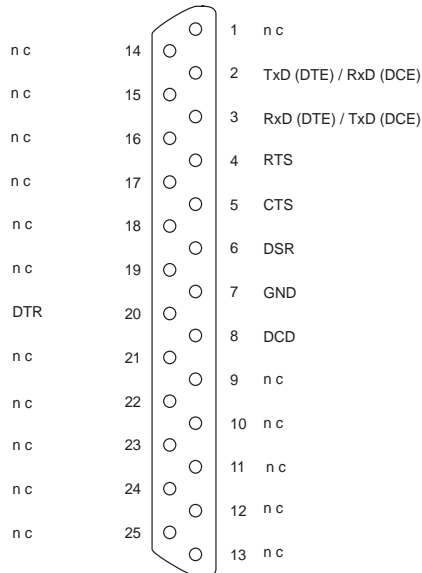 1 n c
n c 14
2 TxD (DTE) / RxD (DCE)
n c 15
3 RxD (DTE) / TxD (DCE)
n c 16
4 RTS
n c 17
5 CTS
n c 18
6 DSR
n c 19
7 GND
DTR 20
8 DCD
n c 21
9 n c
n c 22
10 n c
n c 23
11 n c
n c 24
12 n c
n c 25
13 n c